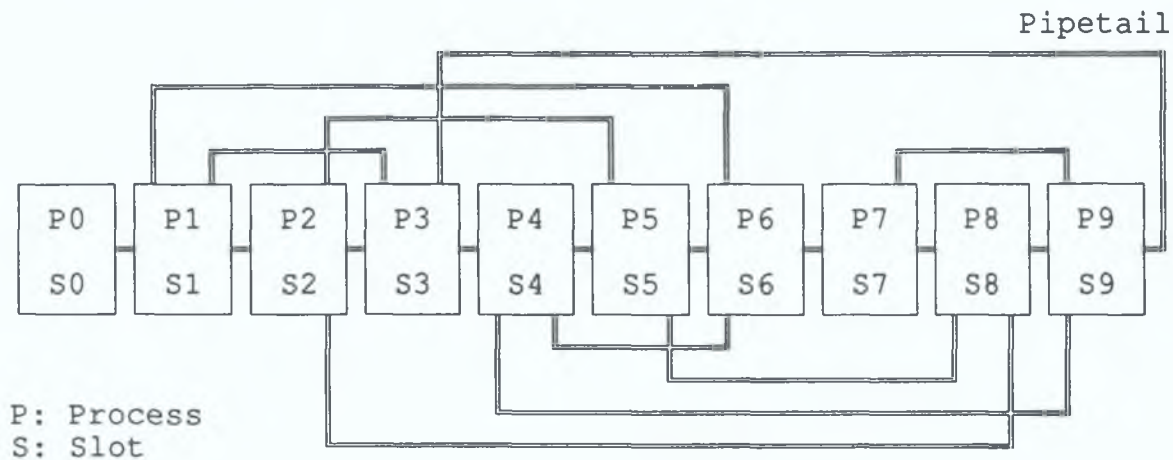 Pipetail
P0 P1 P2 P3 P4 P5 P6 P7 P8 P9
S0 S1 S2 S3 S4 S5 S6 S7 S8 S9
P: Process
S: Slot